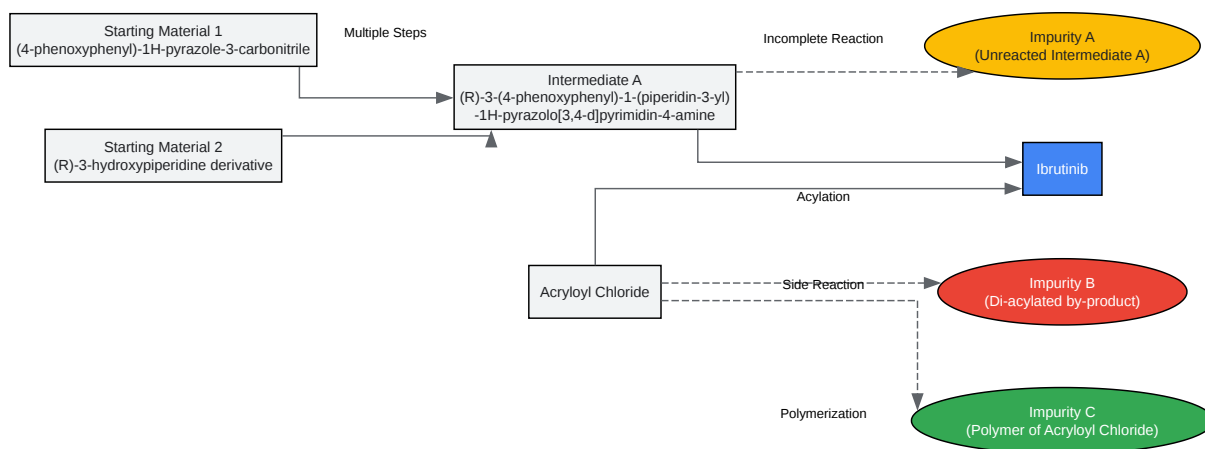 Starting Material 1
(4-phenoxyphenyl)-1H-pyrazole-3-carbonitrile
Multiple Steps
Incomplete Reaction
Impurity A
(Unreacted Intermediate A)
Intermediate A
(R)-3-(4-phenoxyphenyl)-1-(piperidin-3-yl)
-1H-pyrazolo[3,4-d]pyrimidin-4-amine
Starting Material 2
(R)-3-hydroxypiperidine derivative
Ibrutinib
Acylation
Acryloyl Chloride
Side Reaction
Impurity B
(Di-acylated by-product)
Polymerization
Impurity C
(Polymer of Acryloyl Chloride)